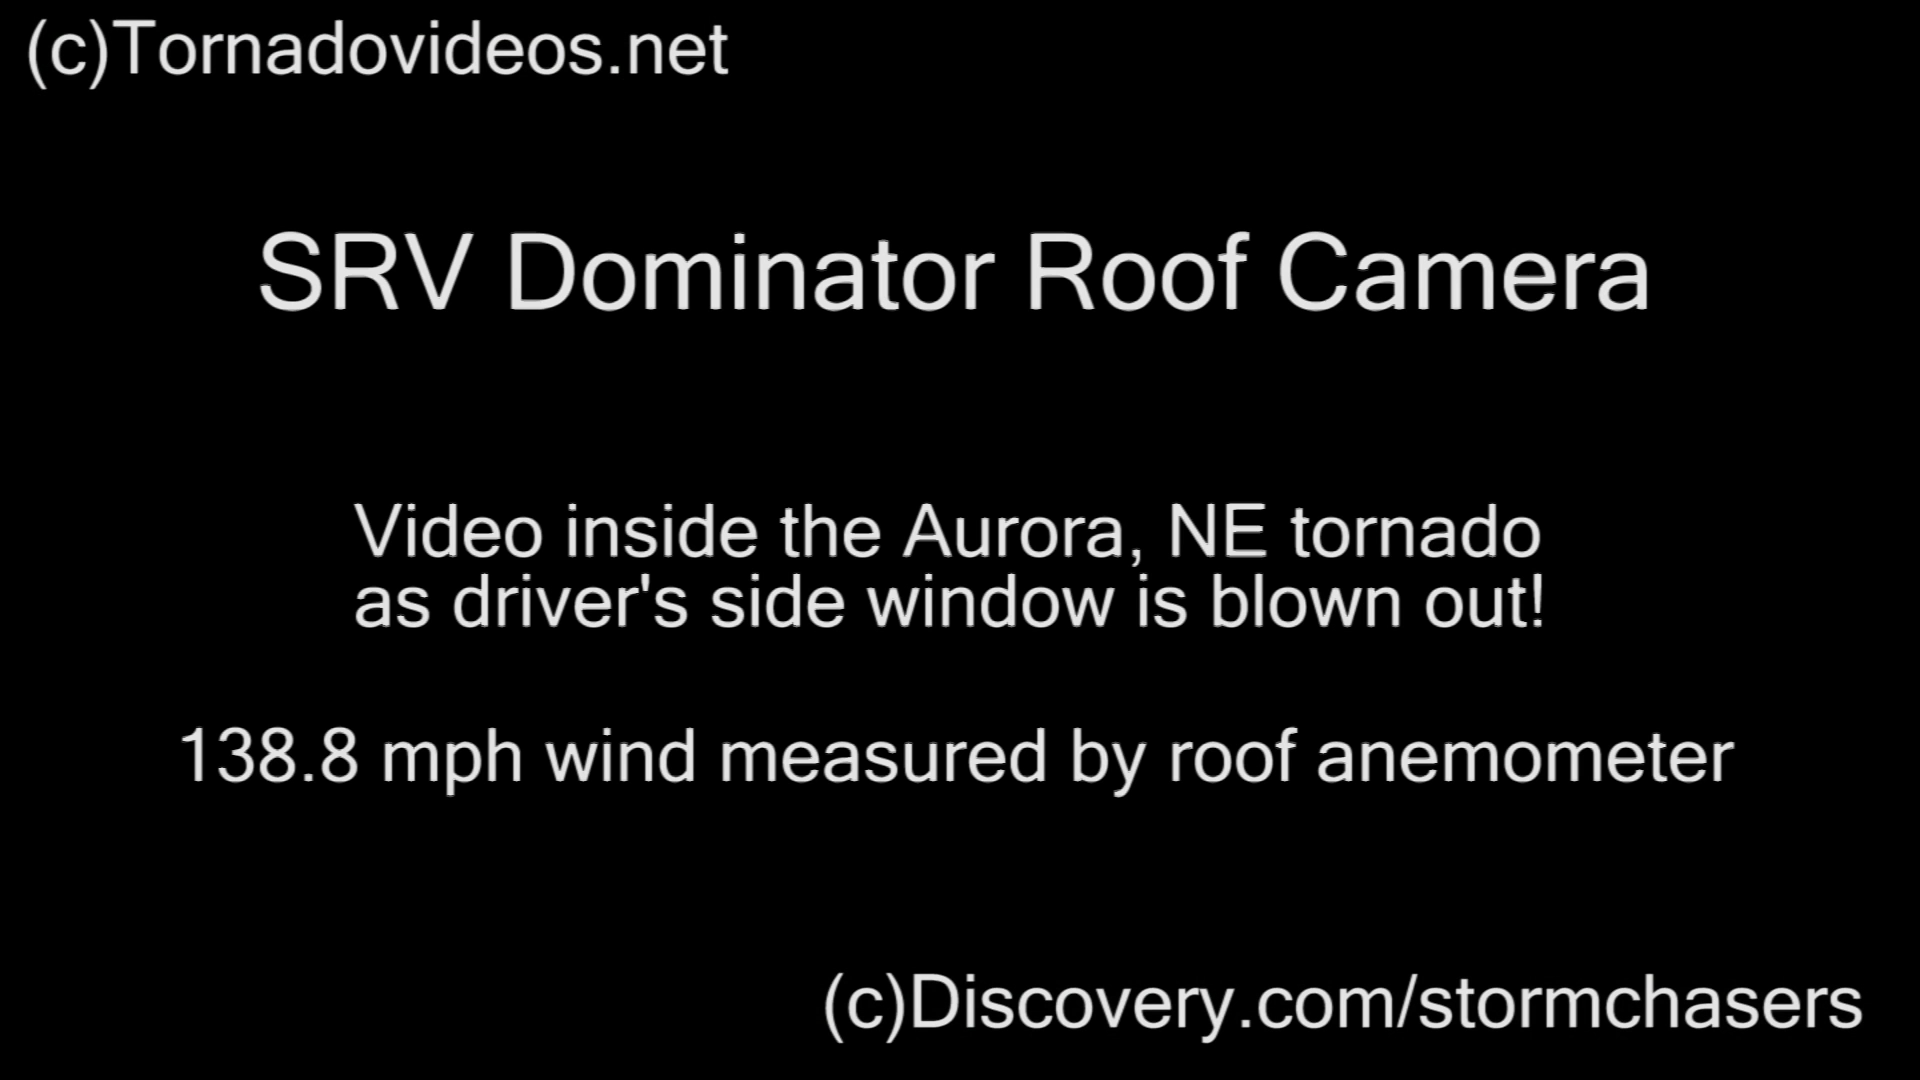 (c)Tornadovideos.net
SRV Dominator Roof Camera
Video inside the Aurora, NE tornado
as driver's side window is blown out!
138.8 mph wind measured by roof anemometer
(c)Discovery.com/stormchasers